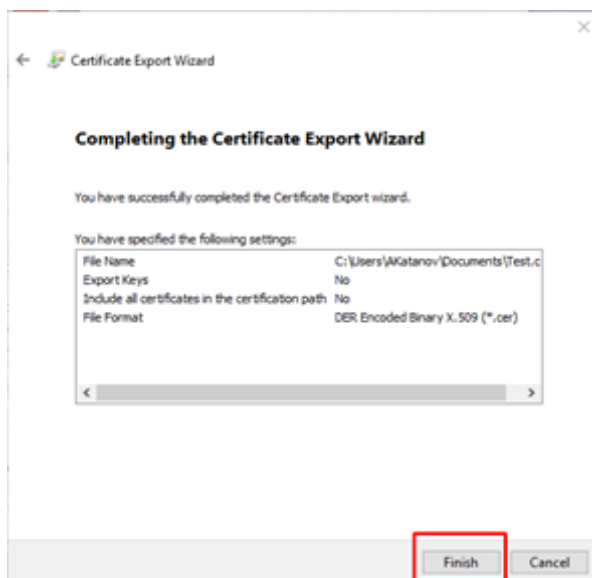 Certificate Export Wizard
Completing the Certificate Export Wizard
You have successfully completed the Certificate Export wizard.
You have specified the following settings:
File Name C:\Users\AKatanov\Documents\Test.c
Export Keys No
Include all certificates in the certification path No
File Format DER Encoded Binary X.509 (*.cer)
Finish Cancel